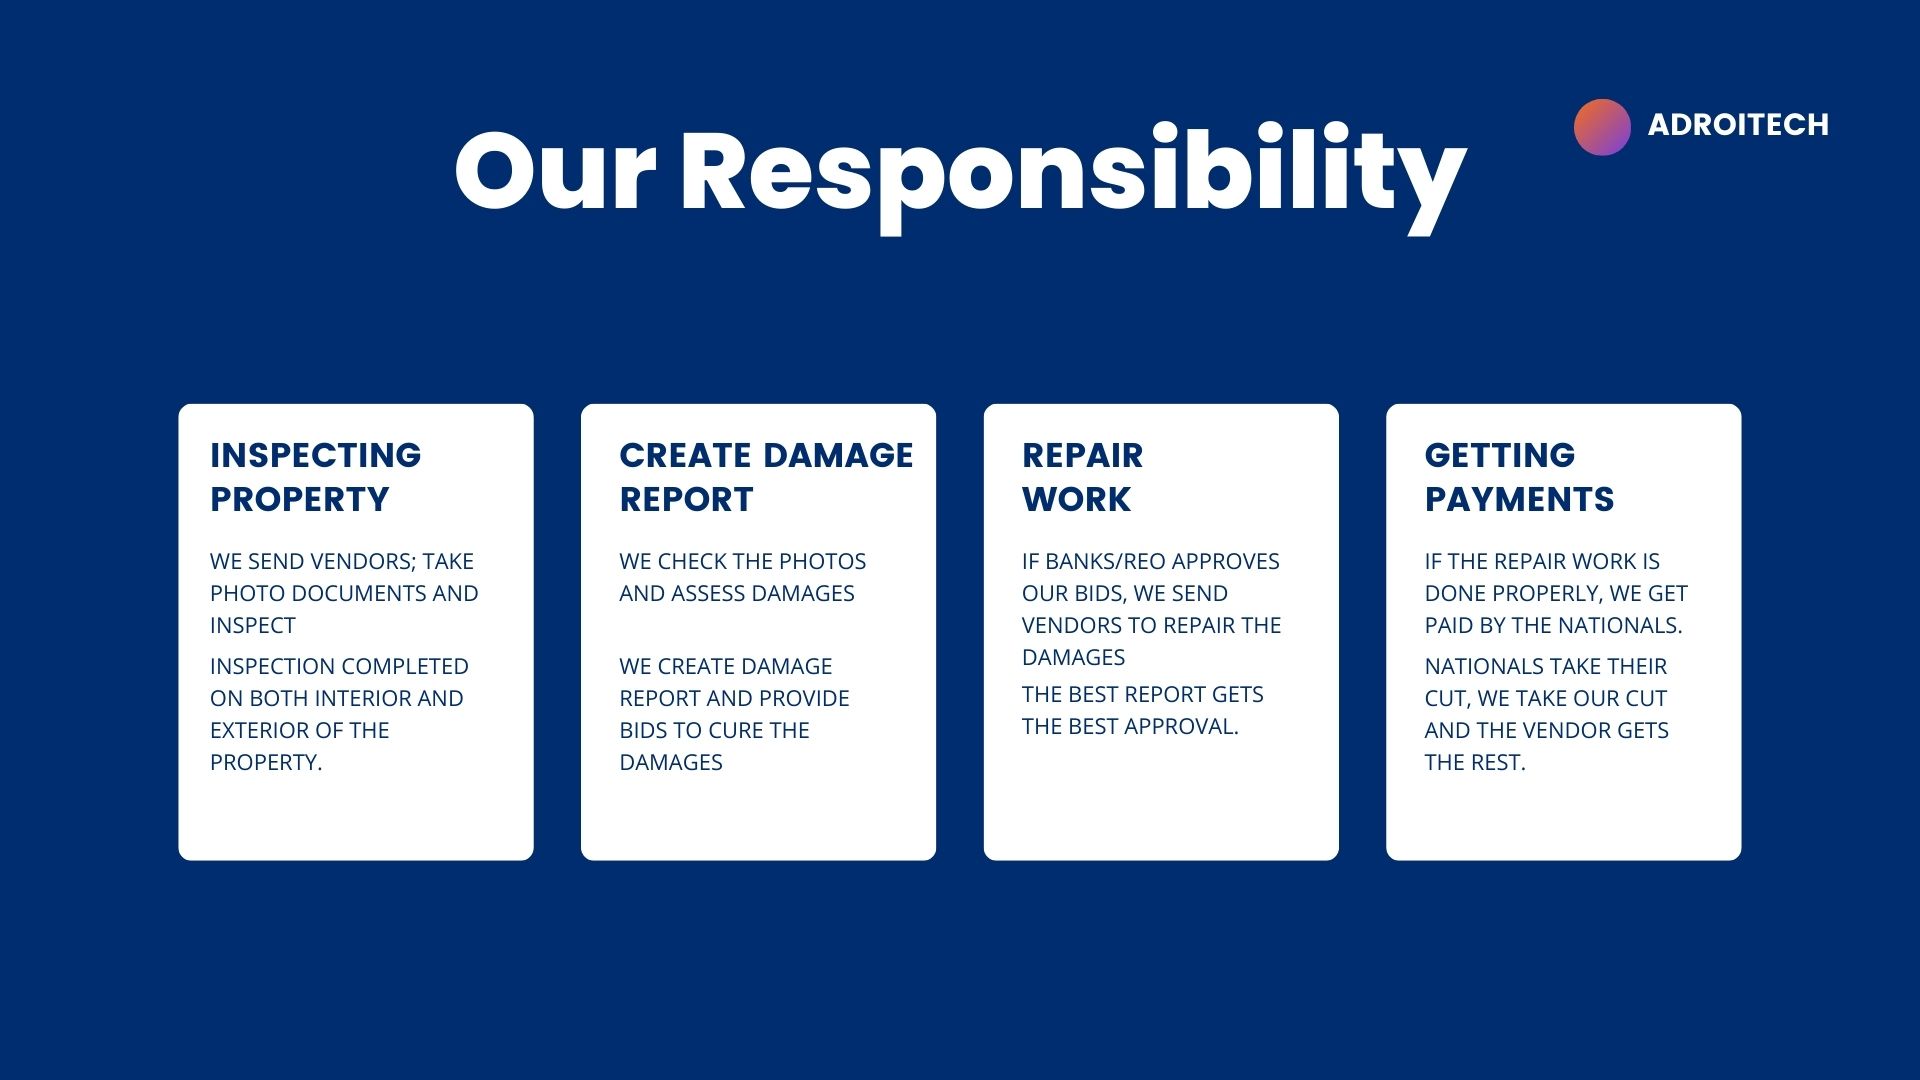 Our Responsibility
ADROITECH
INSPECTING
PROPERTY
WE SEND VENDORS; TAKE
PHOTO DOCUMENTS AND
INSPECT
INSPECTION COMPLETED
ON BOTH INTERIOR AND
EXTERIOR OF THE
PROPERTY.
CREATE DAMAGE
REPORT
WE CHECK THE PHOTOS
AND ASSESS DAMAGES
WE CREATE DAMAGE
REPORT AND PROVIDE
BIDS TO CURE THE
DAMAGES
REPAIR
WORK
IF BANKS/REO APPROVES
OUR BIDS, WE SEND
VENDORS TO REPAIR THE
DAMAGES
THE BEST REPORT GETS
THE BEST APPROVAL.
GETTING
PAYMENTS
IF THE REPAIR WORK IS
DONE PROPERLY, WE GET
PAID BY THE NATIONALS.
NATIONALS TAKE THEIR
CUT, WE TAKE OUR CUT
AND THE VENDOR GETS
THE REST.